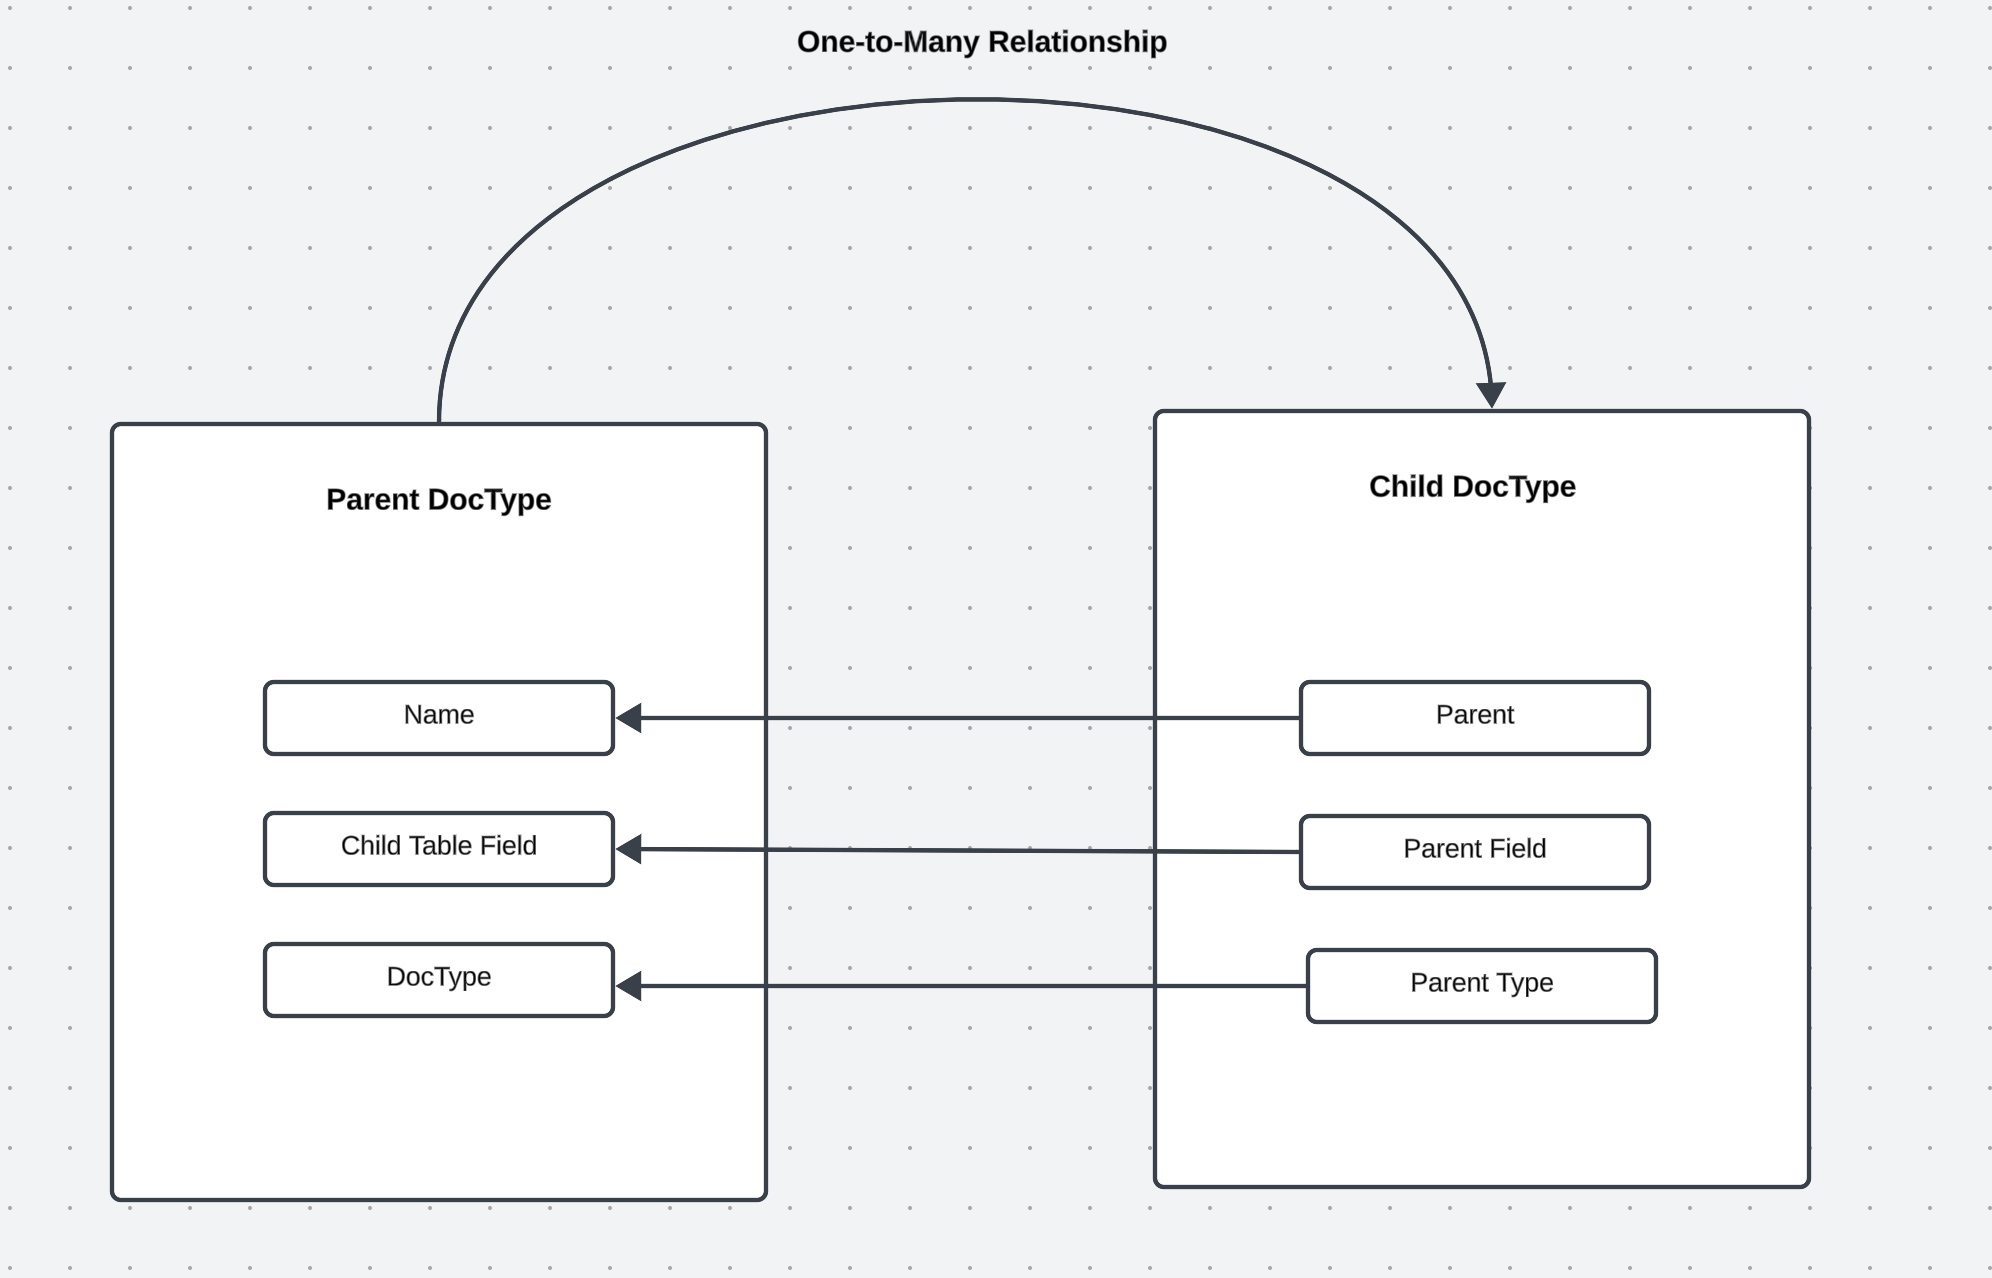 One-to-Many Relationship
Parent DocType
Name
Child Table Field
DocType
Child DocType
Parent
Parent Field
Parent Type